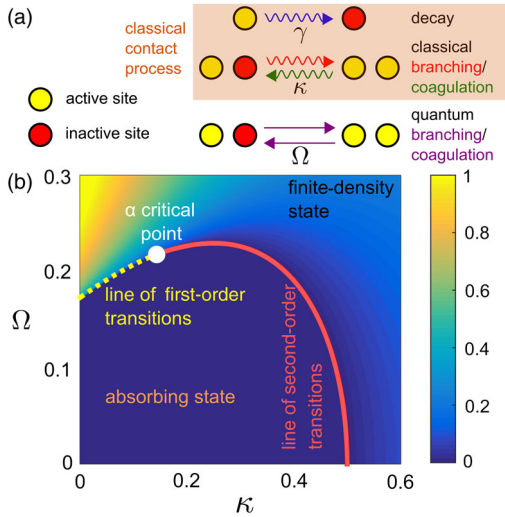 (a)
classical
contact
process
γ
decay
κ
classical
branching/
coagulation
active site
inactive site
Ω
quantum
branching/
coagulation
(b)
0.3
0.2
0.1
0
Ω
α critical
point
finite-density
state
line of first-order
transitions
absorbing state
line of second-order
transitions
0
0.2
0.4
0.6
κ
1
0.8
0.6
0.4
0.2
0